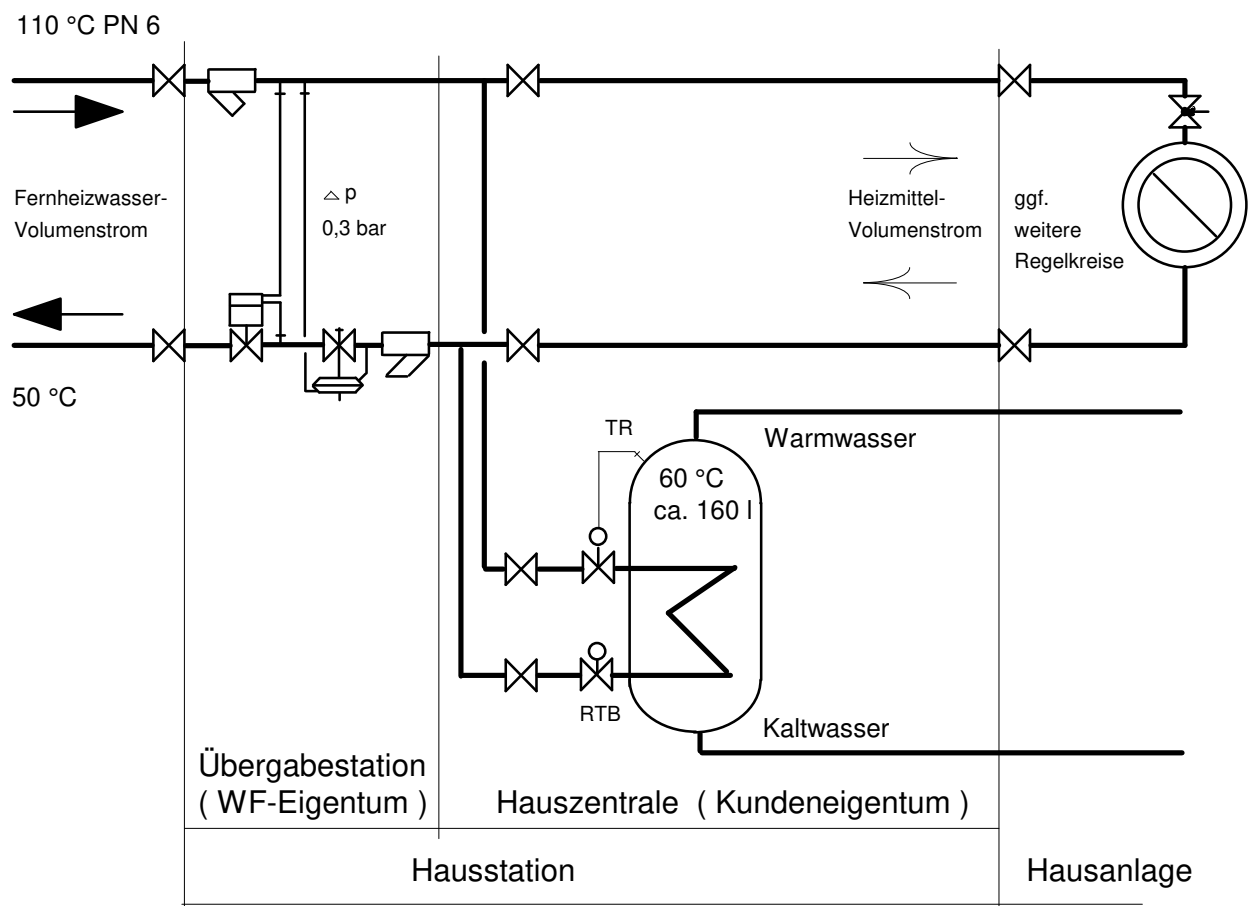 110 °C PN 6
Fernheizwasser-
Volumenstrom
△ p
0,3 bar
Heizmittel-
Volumenstrom
ggf.
weitere
Regelkreise
50 °C
TR
60 °C
ca. 160 l
Warmwasser
RTB
Kaltwasser
Übergabestation
( WF-Eigentum )
Hauszentrale ( Kundeneigentum )
Hausstation
Hausanlage